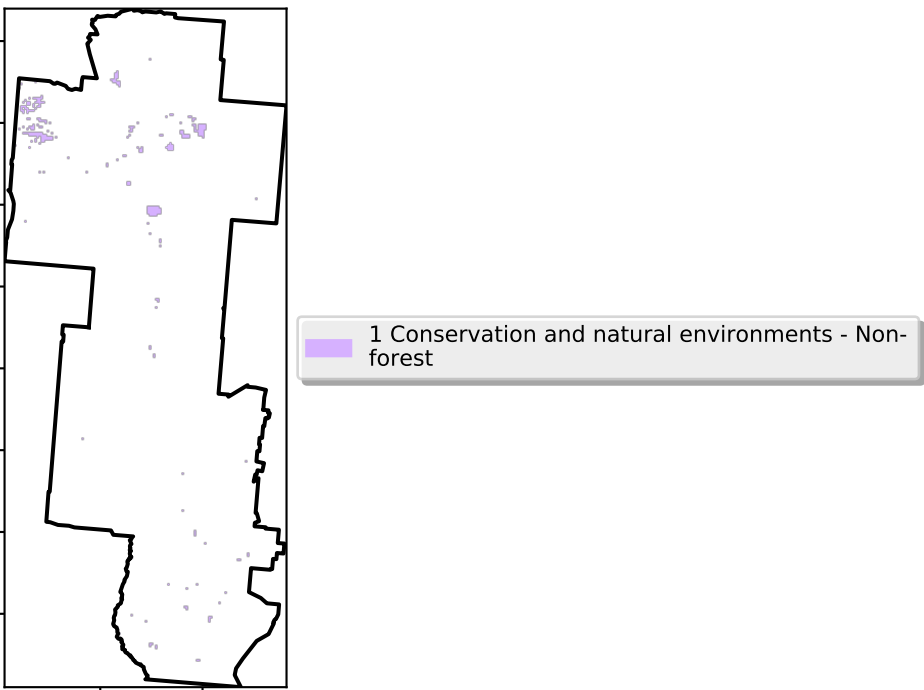 1 Conservation and natural environments - Non-
forest